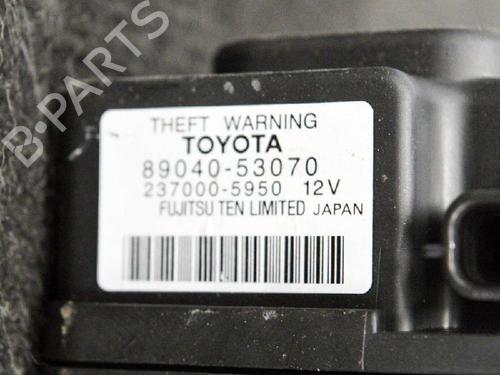 B-PARTS
THEFT WARNING
TOYOTA
89040-53070
237000-5950 12V
FUJITSU TEN LIMITED JAPAN